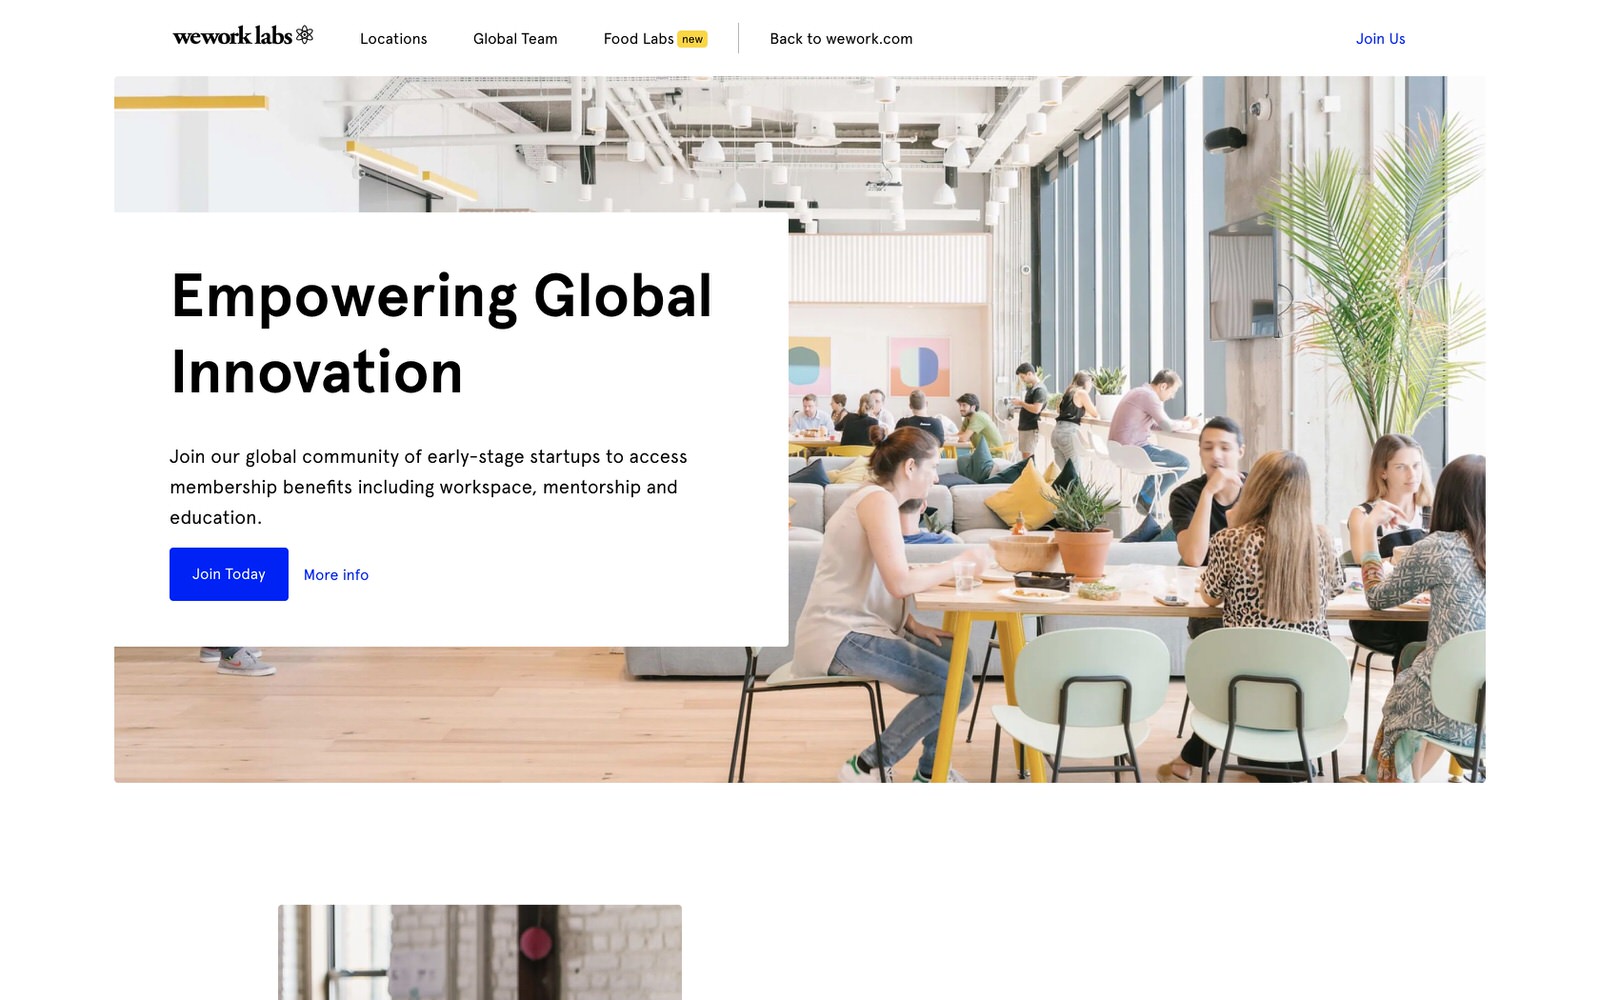 wework labs
Locations
Global Team
Food Labs new
Back to wework.com
Join Us
Empowering Global
Innovation
Join our global community of early-stage startups to access
membership benefits including workspace, mentorship and
education.
Join Today
More info